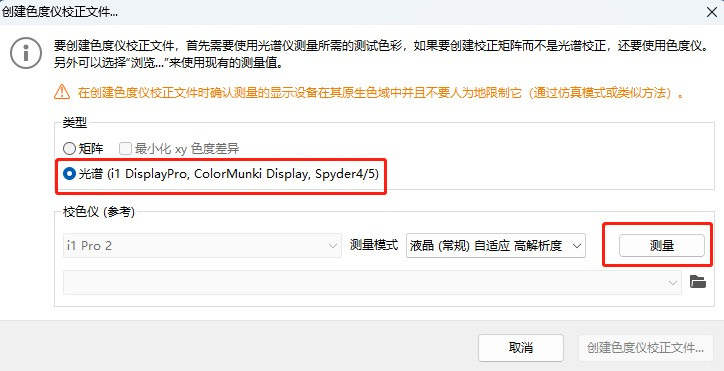 创建色度仪校正文件...
要创建色度仪校正文件，首先需要使用光谱仪测量所需的测试色彩，如果要创建校正矩阵而不是光谱校正，还要使用色度仪。
另外可以选择“浏览...”来使用现有的测量值。
在创建色度仪校正文件时确认测量的显示设备在其原生色域中并且不要人为地限制它（通过仿真模式或类似方法）。
类型
矩阵 最小化 xy 色度差异
光谱 (i1 DisplayPro, ColorMunki Display, Spyder4/5)
校色仪 (参考)
i1 Pro 2 测量模式 液晶 (常规) 自适应 高解析度 测量
取消 创建色度仪校正文件...